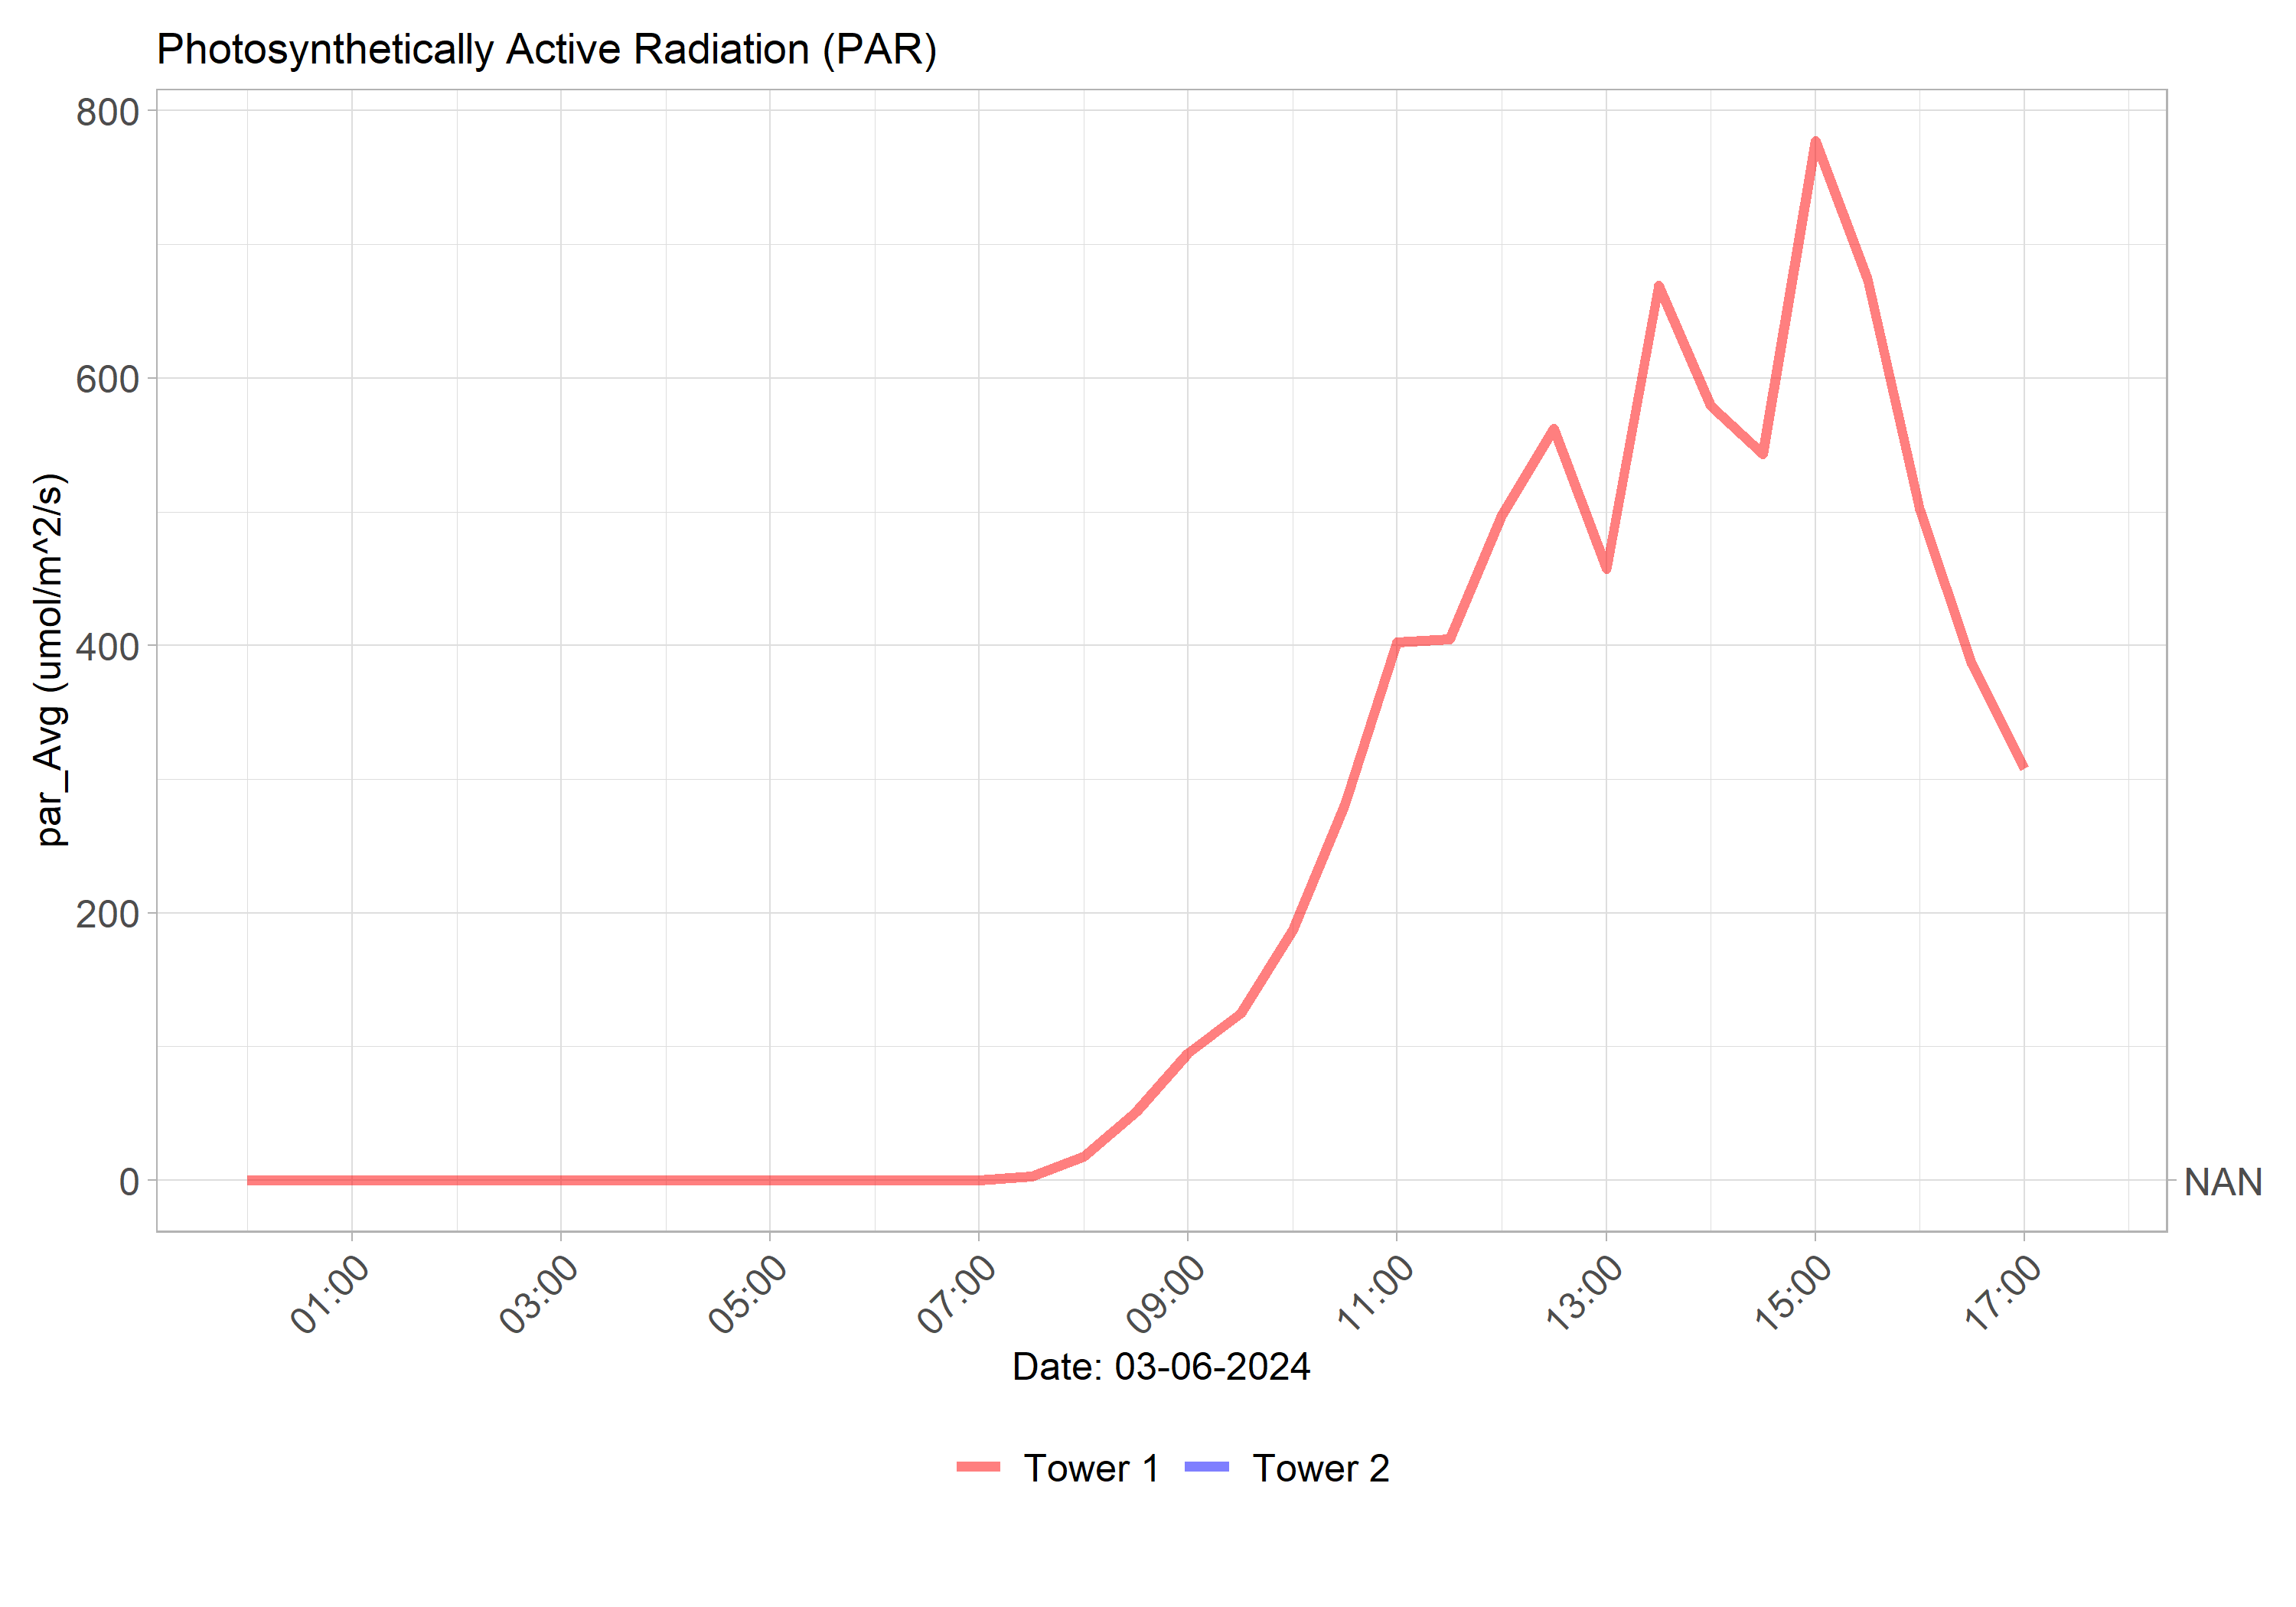 Photosynthetically Active Radiation (PAR)
par_Avg (umol/m^2/s)
800
600
400
200
0
NAN
01:00
03:00
05:00
07:00
09:00
11:00
13:00
15:00
17:00
Date: 03-06-2024
Tower 1
Tower 2